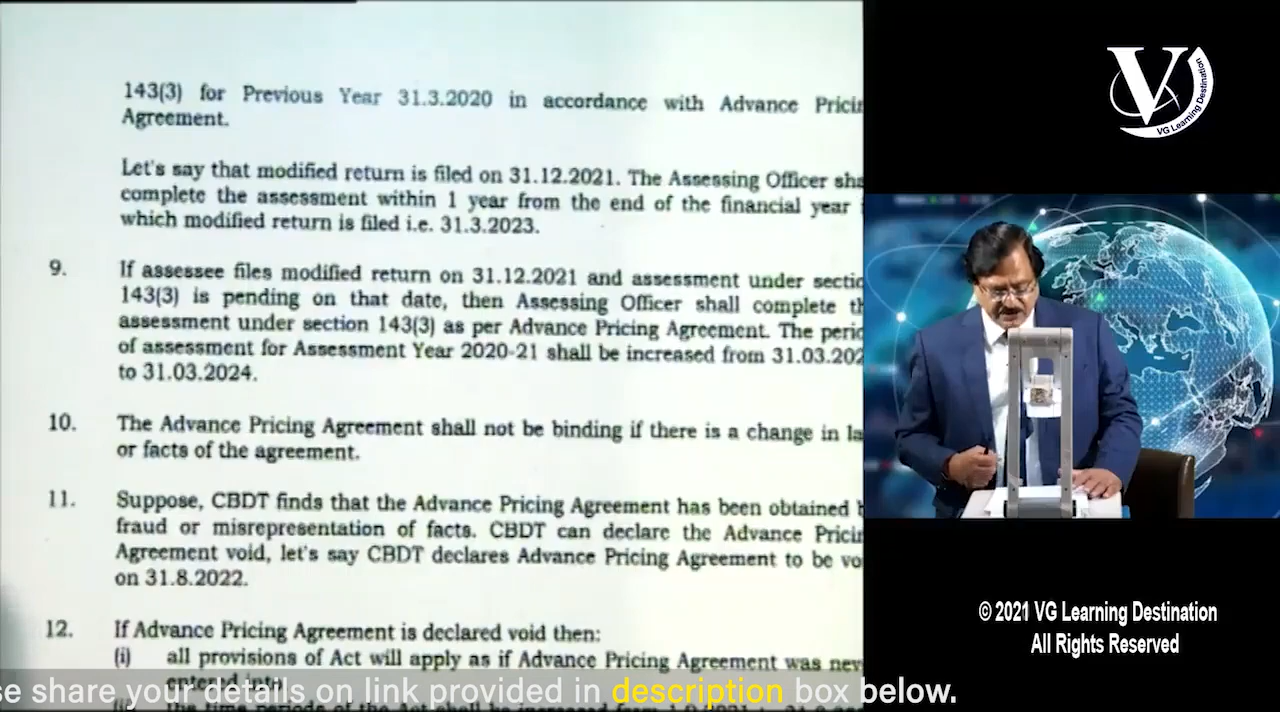 143(3) for Previous Year 31.3.2020 in accordance with Advance
Agreement.
Let's say that modified return is filed on 31.12.2021. The Assessing Officer
complete the assessment within 1 year from the end of the financial year
which modified return is filed i.e. 31.3.2023.
9. If assessee files modified return on 31.12.2021 and assessment under
143(3) is pending on that date, then Assessing Officer shall complete
assessment under section 143(3) as per Advance Pricing Agreement. The
of assessment for Assessment Year 2020-21 shall be increased from
to 31.03.2024.
10. The Advance Pricing Agreement shall not be binding if there is a change in
or facts of the agreement.
11. Suppose, CBDT finds that the Advance Pricing Agreement has been obtained
fraud or misrepresentation of facts. CBDT can declare the Advance
Agreement void, let's say CBDT declares Advance Pricing Agreement to be
on 31.8.2022.
12. If Advance Pricing Agreement is declared void then:
(i) all provisions of Act will apply as if Advance Pricing Agreement was
entered into
share your details on link provided in description box below.
V
VG Learning Destination
© 2021 VG Learning Destination
All Rights Reserved